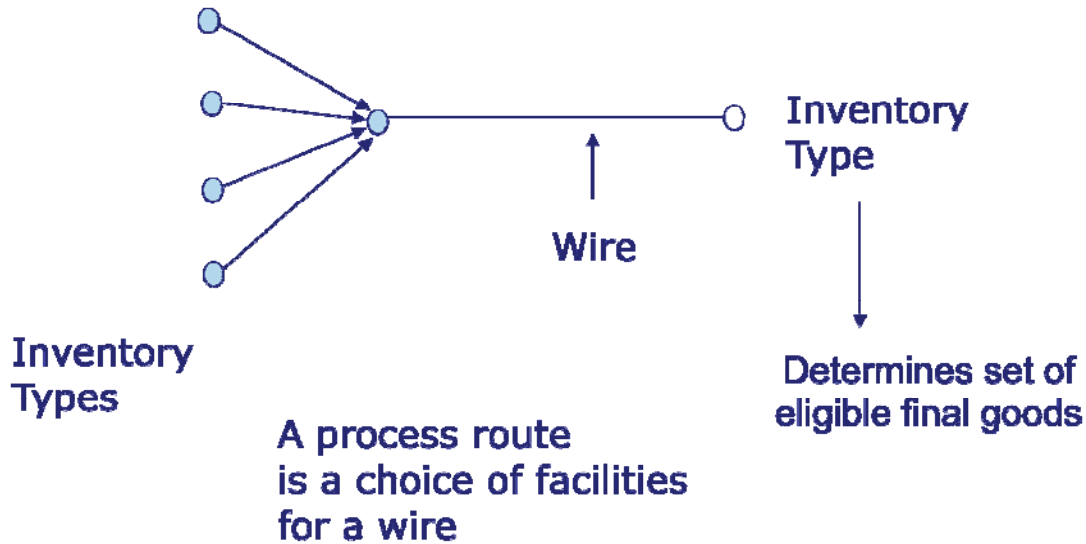 Inventory
Type
Wire
Inventory
Types
Determines set of
eligible final goods
A process route
is a choice of facilities
for a wire